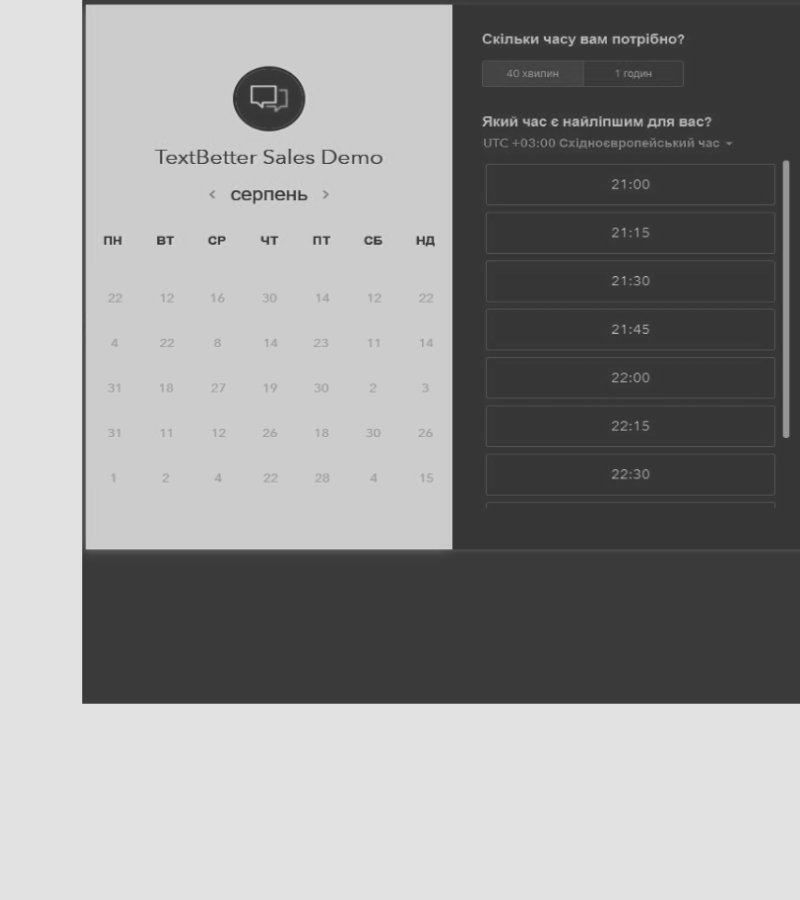 TextBetter Sales Demo
серпень
ПН ВТ СР ЧТ ПТ СБ НД
22 12 16 30 14 12 22
4 22 8 14 23 11 14
31 18 27 19 30 2 3
31 11 12 26 18 30 26
1 2 4 22 28 4 15
Скільки часу вам потрібно?
40 хвилин 1 годин
Який час є найліпшим для вас?
UTC +03:00 Східноєвропейський час
21:00
21:15
21:30
21:45
22:00
22:15
22:30